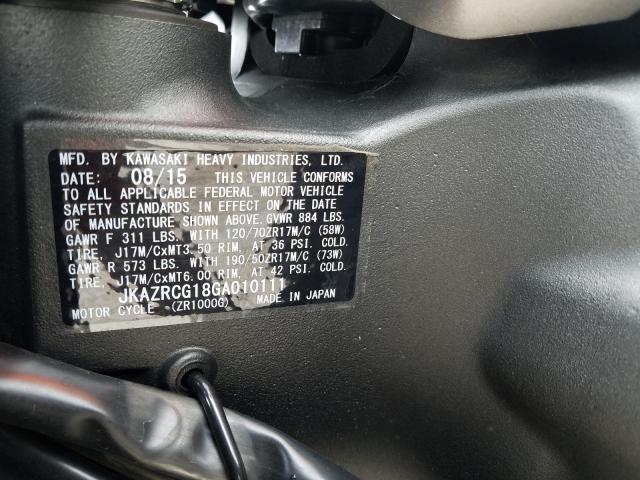 MFD. BY KAWASAKI HEAVY INDUSTRIES, LTD.
DATE: 08/15 THIS VEHICLE CONFORMS
TO ALL APPLICABLE FEDERAL MOTOR VEHICLE
SAFETY STANDARDS IN EFFECT ON THE DATE
OF MANUFACTURE SHOWN ABOVE. GVWR 884 LBS.
GAWR F 311 LBS. WITH 120/70ZR17M/C (58W)
TIRE, J17M/CxMT3.50 RIM, AT 36 PSI. COLD.
GAWR R 573 LBS. WITH 190/50ZR17M/C (73W)
TIRE, J17M/CxMT6.00 RIM, AT 42 PSI. COLD.
JKAZRCG18GA010111
MOTOR CYCLE (ZR1000G) MADE IN JAPAN